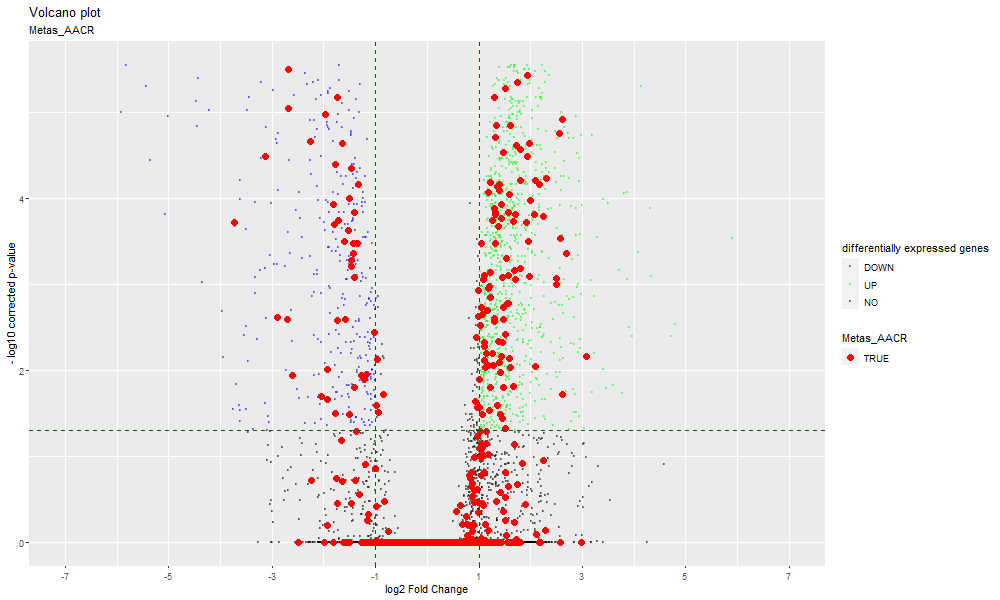 Volcano plot
Metas_AACR
- log10 corrected p-value
4
2
0
-7
-5
-3
-1
1
3
5
7
log2 Fold Change
differentially expressed genes
DOWN
UP
NO
Metas_AACR
TRUE